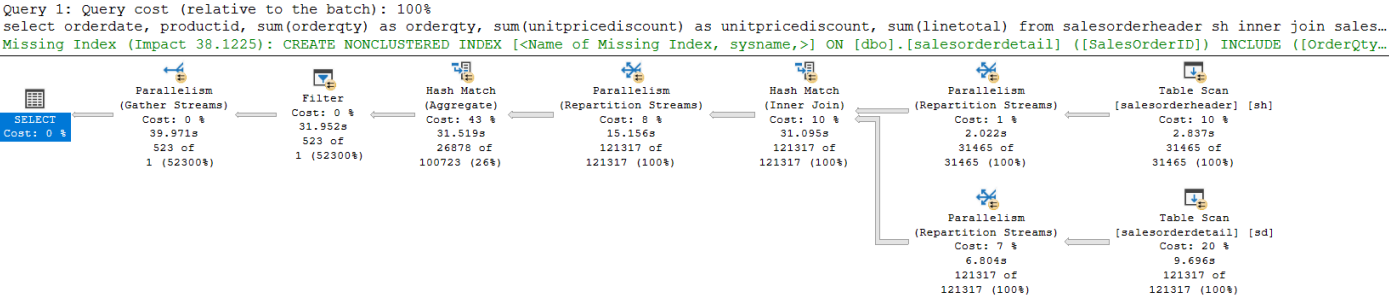 Query 1: Query cost (relative to the batch): 100%
select orderdate, productid, sum(orderqty) as orderqty, sum(unitpricediscount) as unitpricediscount, sum(linetotal) from salesorderheader sh inner join sales…
Missing Index (Impact 38.1225): CREATE NONCLUSTERED INDEX [<Name of Missing Index, sysname,>] ON [dbo].[salesorderdetail] ([SalesOrderID]) INCLUDE ([OrderQty…
SELECT
Cost: 0 %
Parallelism
(Gather Streams)
Cost: 0 %
39.971s
523 of
1 (52300%)
Filter
Cost: 0 %
31.952s
523 of
1 (52300%)
Hash Match
(Aggregate)
Cost: 43 %
31.519s
26878 of
100723 (26%)
Parallelism
(Repartition Streams)
Cost: 8 %
15.156s
121317 of
121317 (100%)
Hash Match
(Inner Join)
Cost: 10 %
31.095s
121317 of
121317 (100%)
Parallelism
(Repartition Streams)
Cost: 1 %
2.022s
31465 of
31465 (100%)
Table Scan
[salesorderheader] [sh]
Cost: 10 %
2.837s
31465 of
31465 (100%)
Parallelism
(Repartition Streams)
Cost: 7 %
6.804s
121317 of
121317 (100%)
Table Scan
[salesorderdetail] [sd]
Cost: 20 %
9.696s
121317 of
121317 (100%)